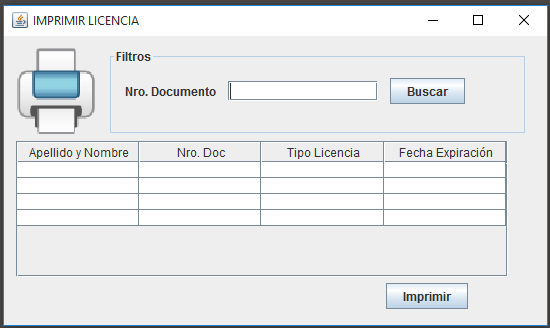 IMPRIMIR LICENCIA
Filtros
Nro. Documento Buscar
Apellido y Nombre Nro. Doc Tipo Licencia Fecha Expiración
Imprimir